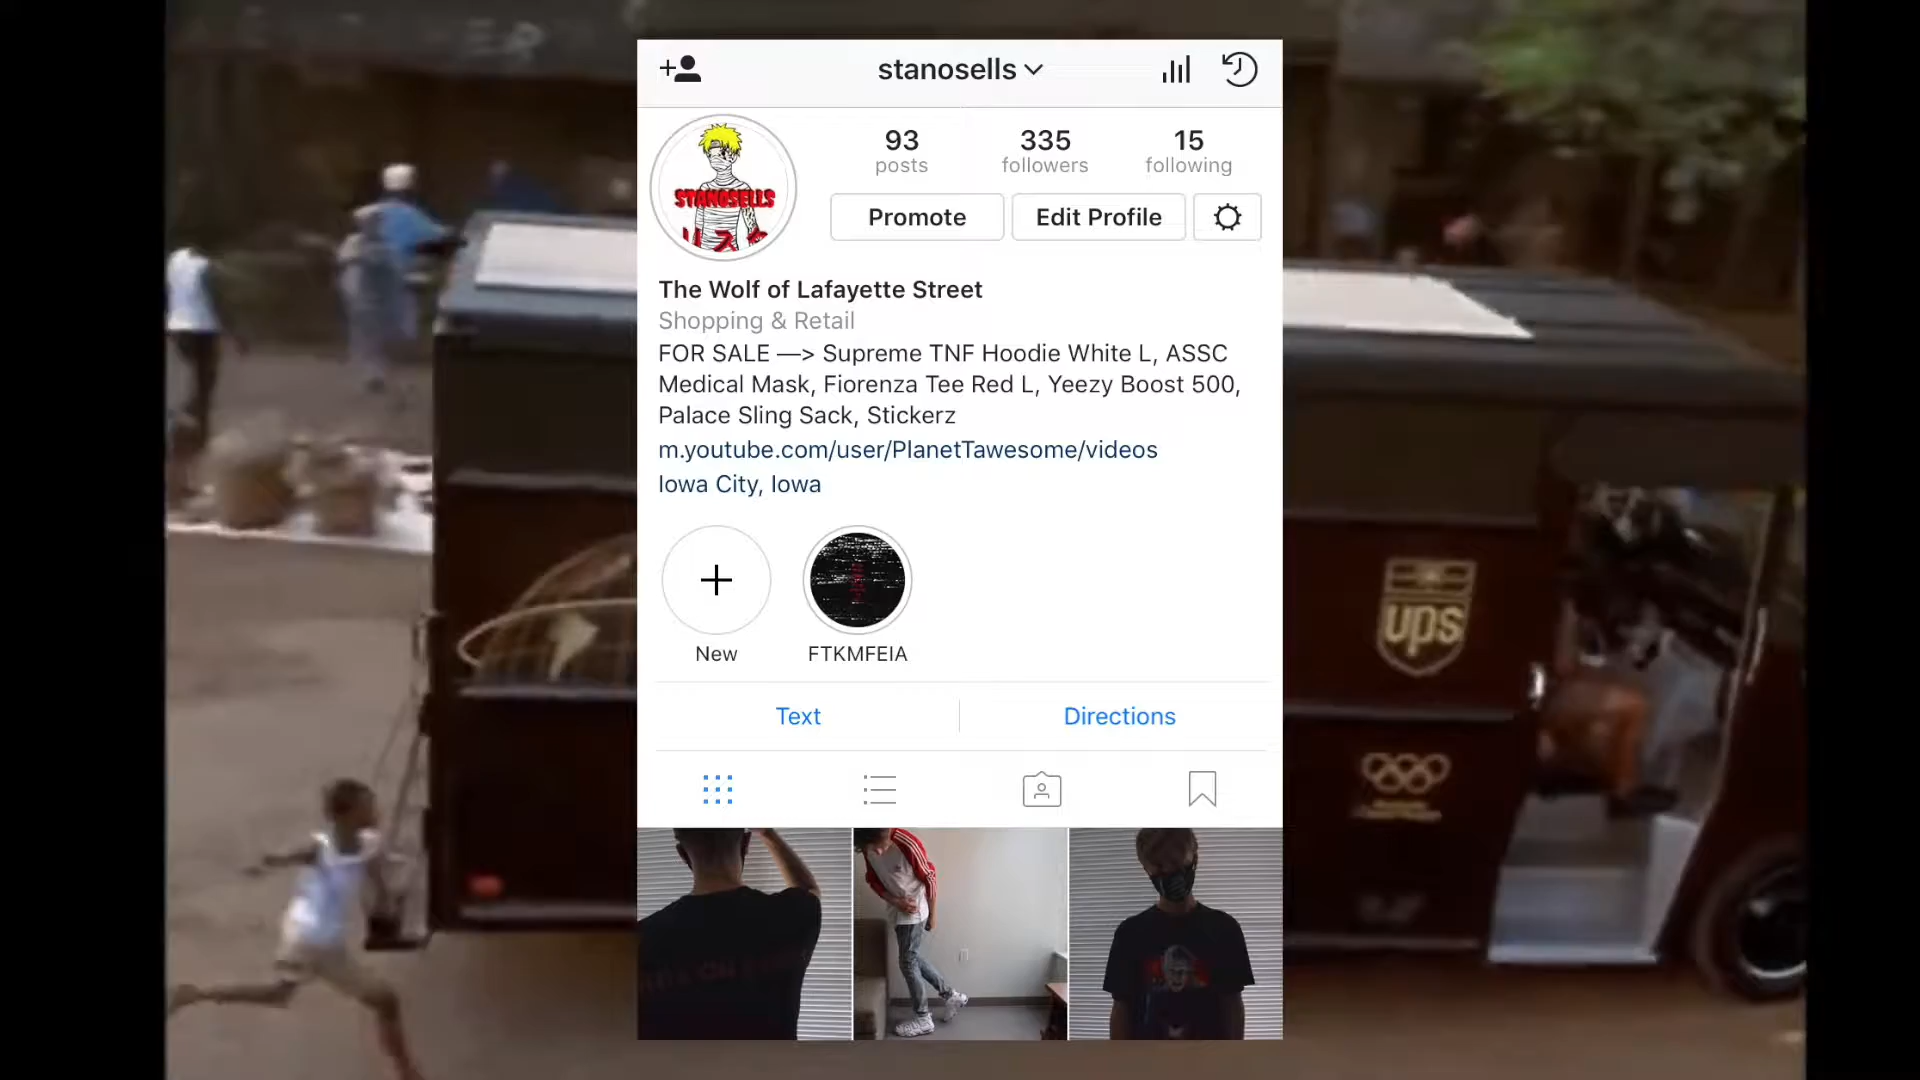 stanosells
93 335 15
posts followers following
STANOSELLS
Promote Edit Profile
The Wolf of Lafayette Street
Shopping & Retail
FOR SALE —> Supreme TNF Hoodie White L, ASSC
Medical Mask, Fiorenza Tee Red L, Yeezy Boost 500,
Palace Sling Sack, Stickerz
m.youtube.com/user/PlanetTawesome/videos
Iowa City, Iowa
ups
New FTKMFEIA
Text Directions